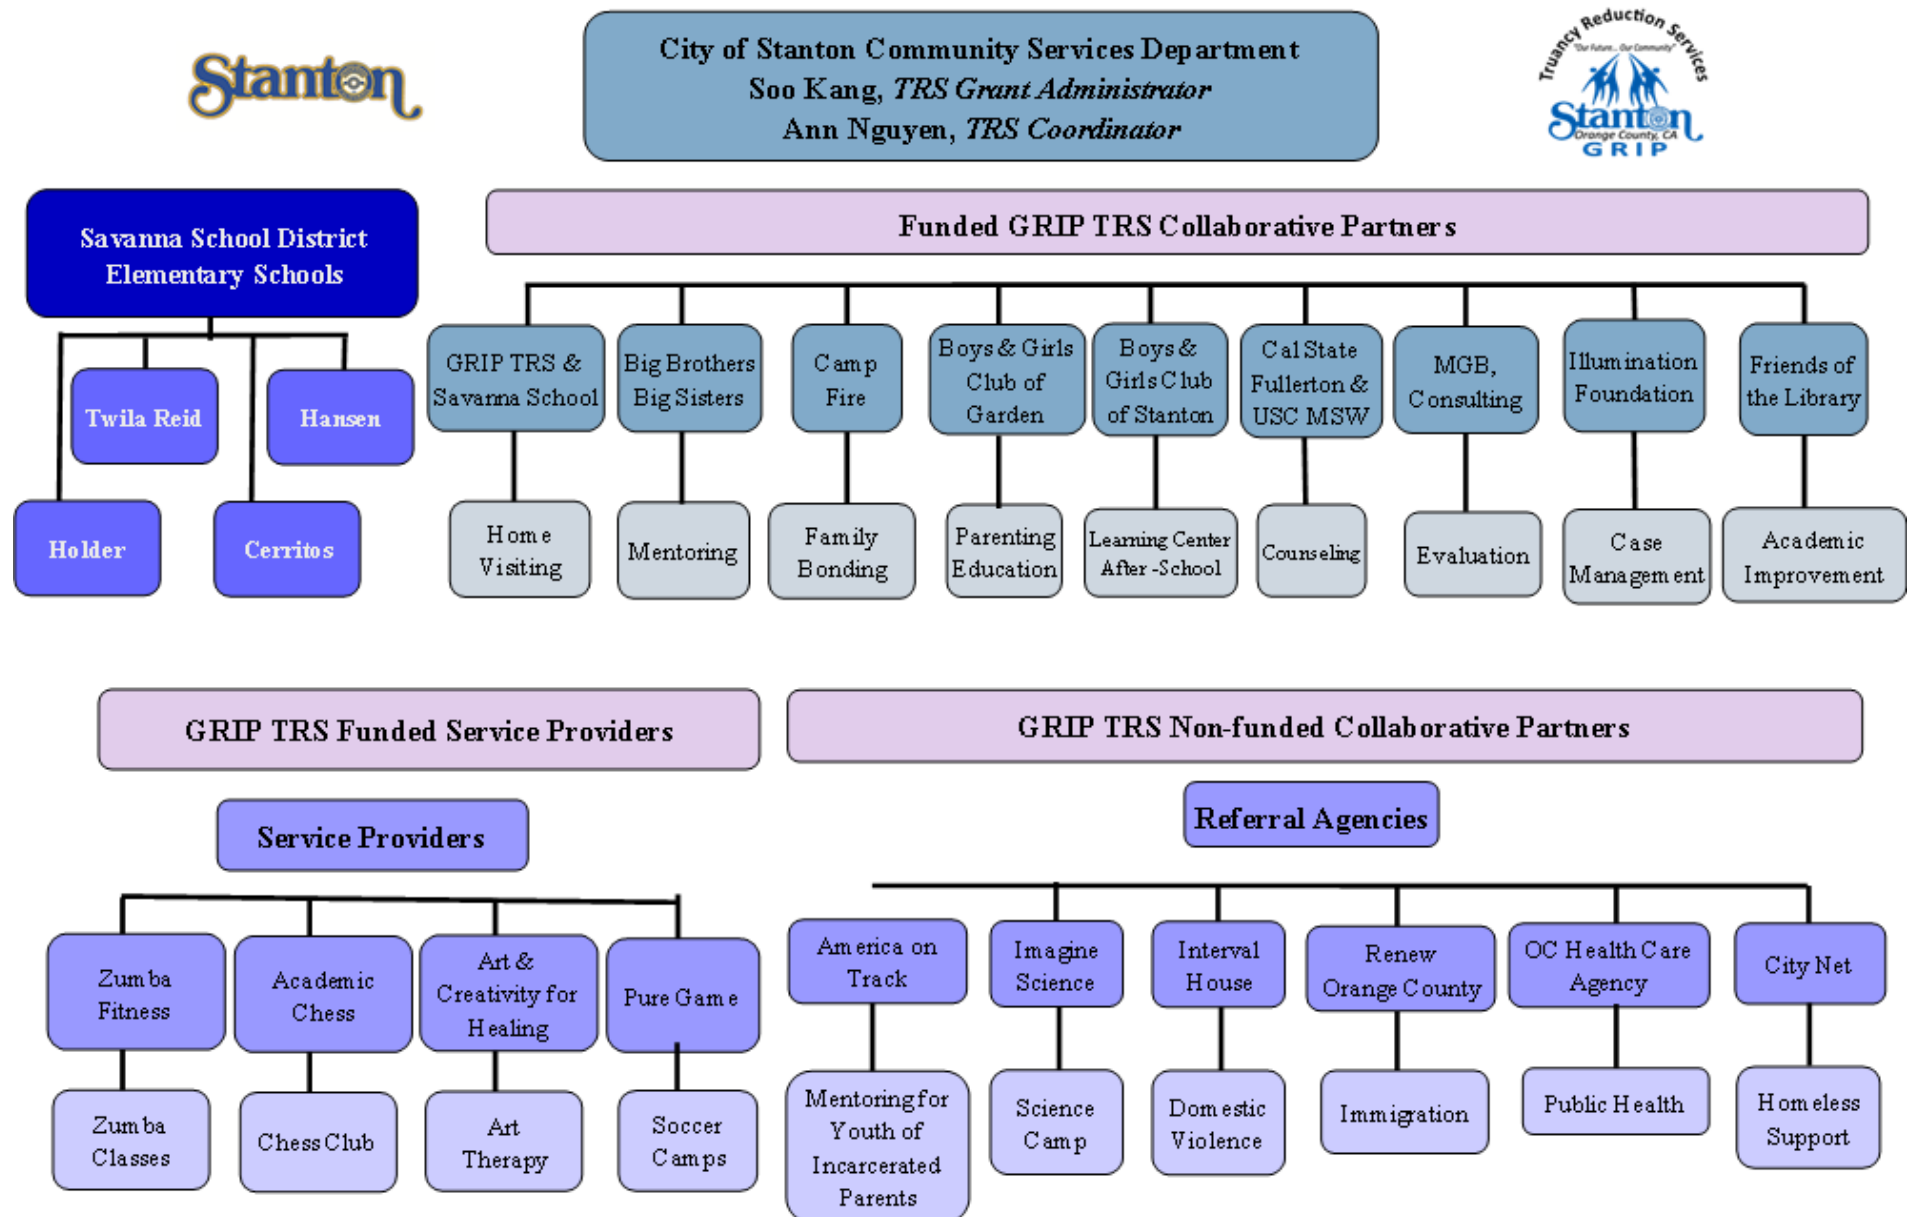 Stanton
City of Stanton Community Services Department
Soo Kang, TRS Grant Administrator
Ann Nguyen, TRS Coordinator
Truancy Reduction Services
"Our Future... Our Community"
Stanton
Orange County, CA
GRIP
Savanna School District
Elementary Schools
Twila Reid
Hansen
Holder
Cerritos
Funded GRIP TRS Collaborative Partners
GRIP TRS &
Savanna School
Big Brothers
Big Sisters
Camp
Fire
Boys & Girls
Club of
Garden
Boys &
Girls Club
of Stanton
Cal State
Fullerton &
USC MSW
MGB,
Consulting
Illumination
Foundation
Friends of
the Library
Home
Visiting
Mentoring
Family
Bonding
Parenting
Education
Learning Center
After -School
Counseling
Evaluation
Case
Management
Academic
Improvement
GRIP TRS Funded Service Providers
Service Providers
Zumba
Fitness
Academic
Chess
Art &
Creativity for
Healing
Pure Game
Zumba
Classes
Chess Club
Art
Therapy
Soccer
Camps
GRIP TRS Non-funded Collaborative Partners
Referral Agencies
America on
Track
Imagine
Science
Interval
House
Renew
Orange County
OC Health Care
Agency
City Net
Mentoring for
Youth of
Incarcerated
Parents
Science
Camp
Domestic
Violence
Immigration
Public Health
Homeless
Support